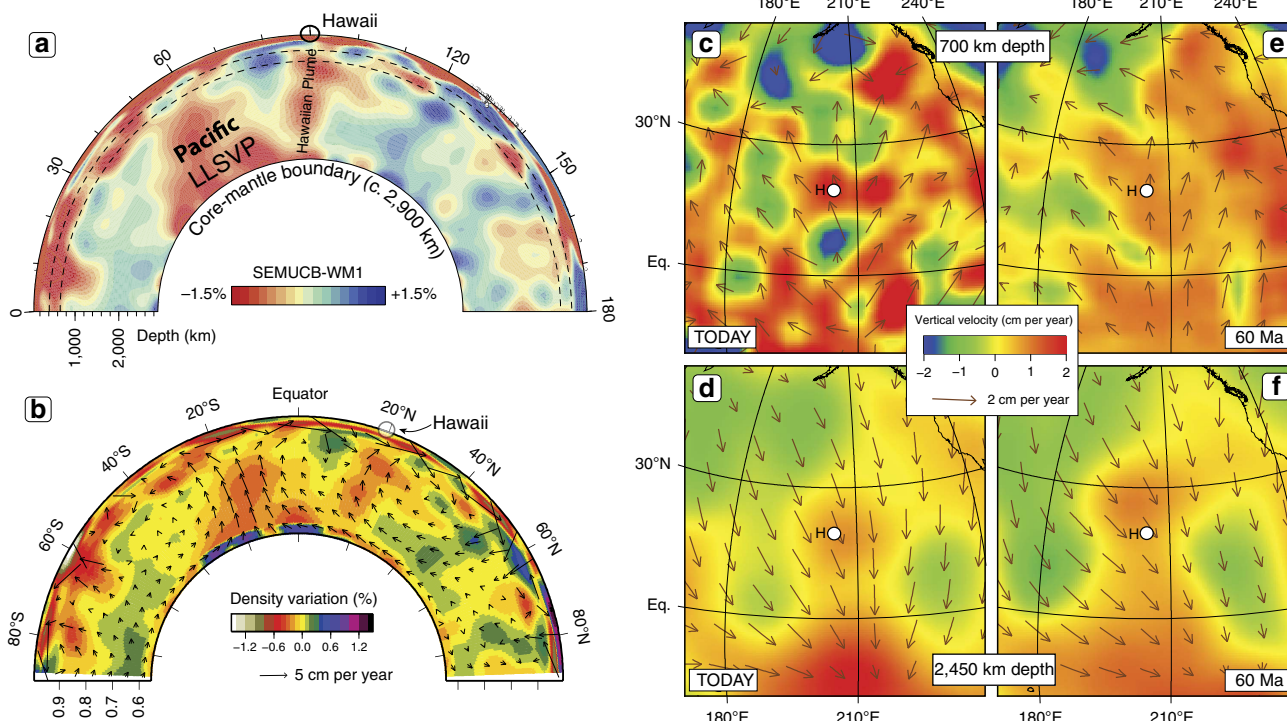 a
Hawaii
Hawaiian Plume
Pacific
LLSVP
Core-mantle boundary (c. 2,900 km)
0
30
60
120
150
180
SEMUCB-WM1
−1.5%
+1.5%
Depth (km)
1,000
2,000
b
Equator
20°S
20°N
Hawaii
40°S
40°N
60°S
60°N
80°S
80°N
Density variation (%)
−1.2 −0.6 0.0 0.6 1.2
5 cm per year
0.9 0.8 0.7 0.6
180°E 210°E 240°E
180°E 210°E 240°E
c
700 km depth
e
30°N
H
H
Eq.
TODAY
60 Ma
Vertical velocity (cm per year)
−2 −1 0 1 2
2 cm per year
d
f
30°N
H
H
Eq.
TODAY
2,450 km depth
60 Ma
180°E 210°E
180°E 210°E